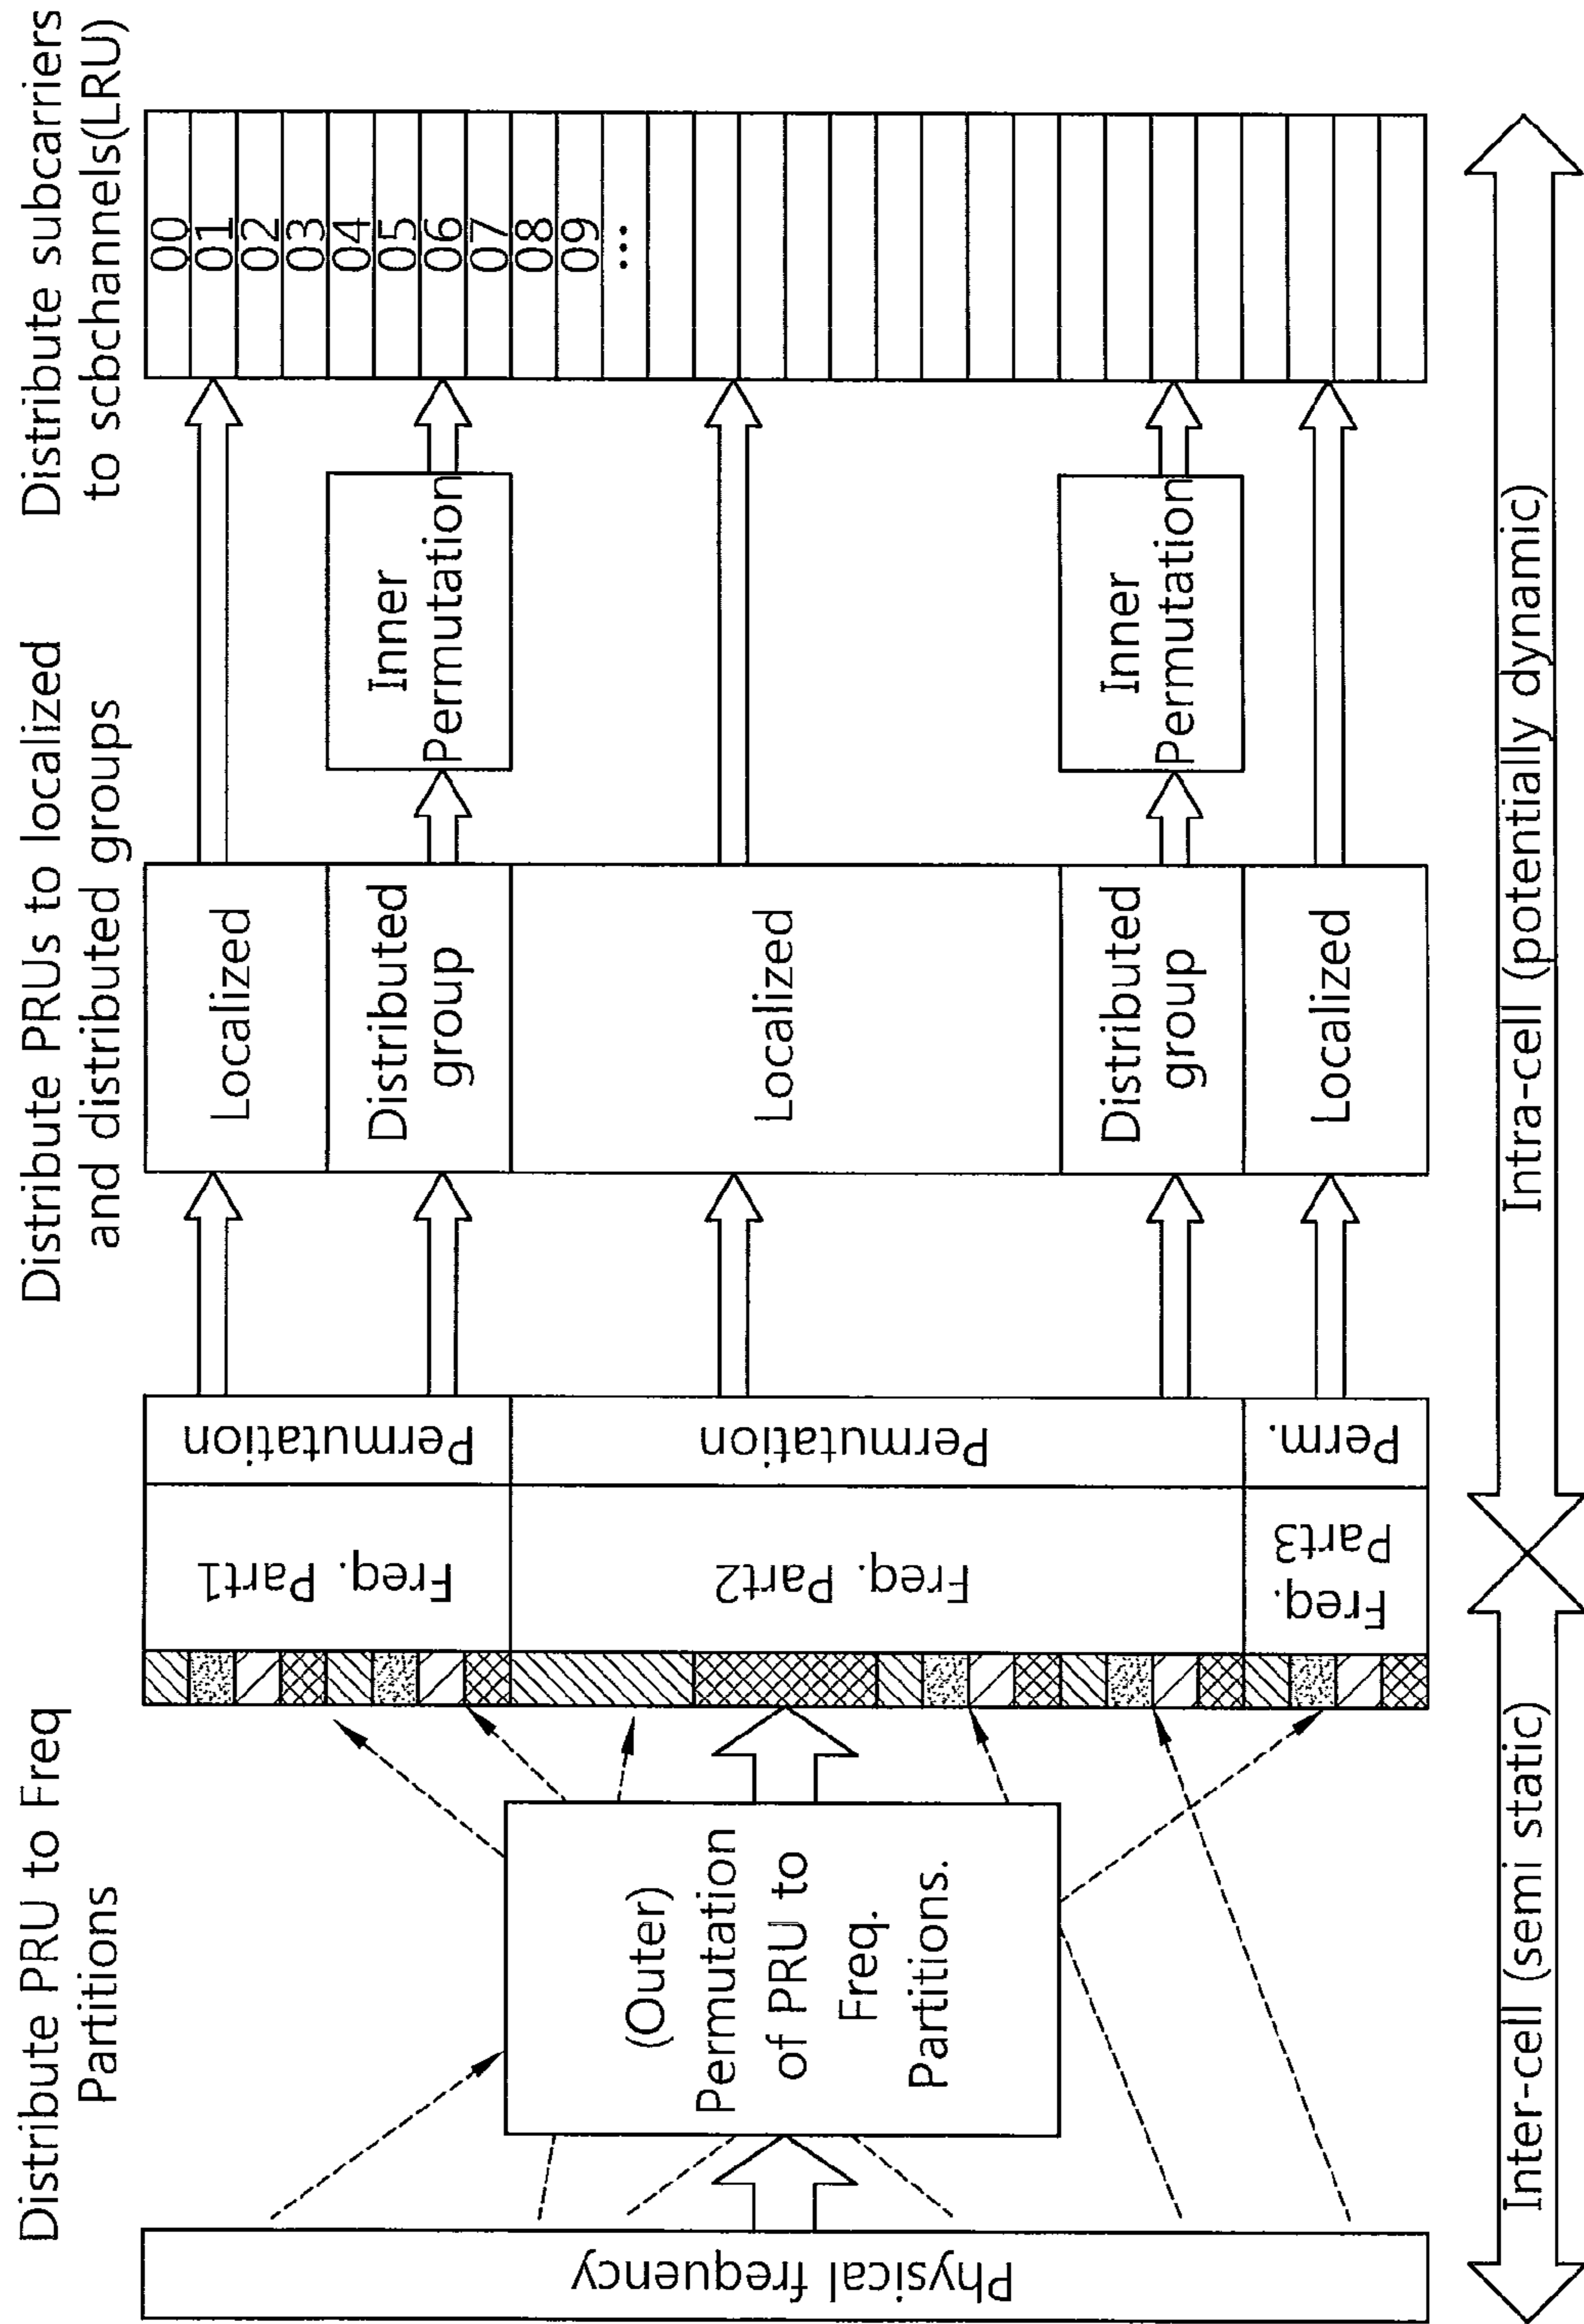 Distribute PRU to Freq
Partitions
Distribute PRUs to localized
and distributed groups
Distribute subcarriers
to scbchannels(LRU)
Physical frequency
(Outer)
Permutation
of PRU to
Freq.
Partitions.
Freq. Part1
Freq. Part2
Freq.
Part3
Permutation
Permutation
Perm.
Localized
Distributed
group
Localized
Distributed
group
Localized
Inner
Permutation
Inner
Permutation
00
01
02
03
04
05
06
07
08
09
...
Inter-cell (semi static)
Intra-cell (potentially dynamic)